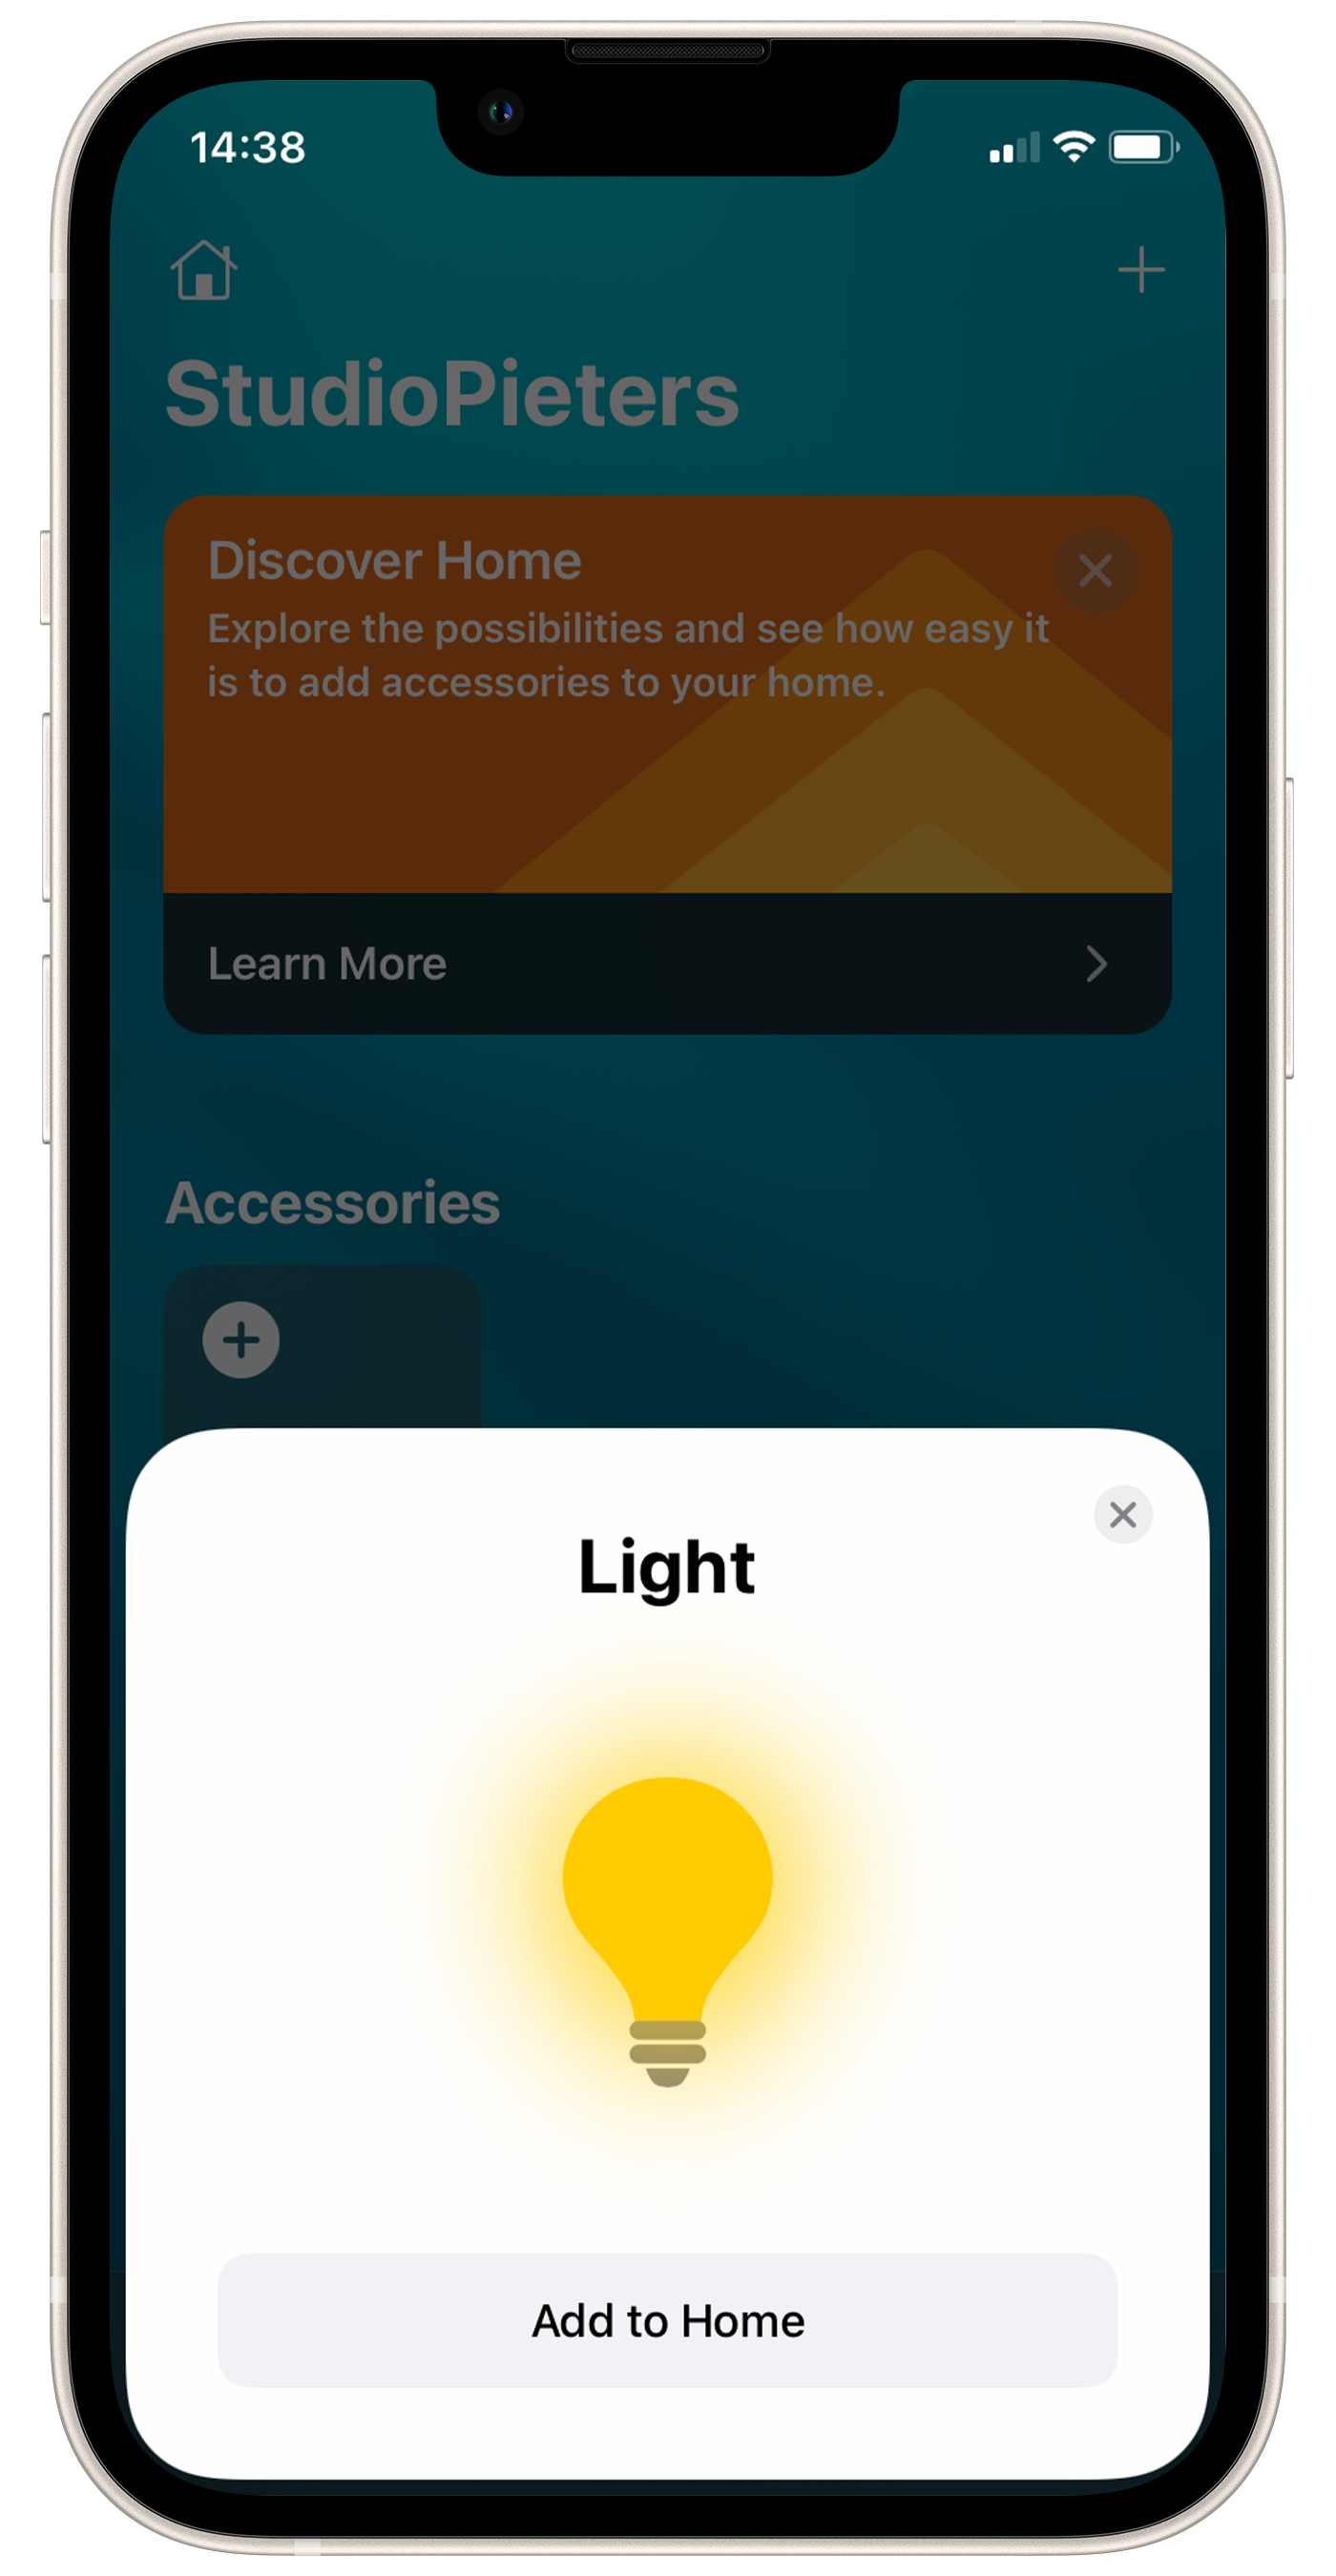 14:38
StudioPieters
Discover Home
Explore the possibilities and see how easy it
is to add accessories to your home.
Learn More
Accessories
Light
Add to Home